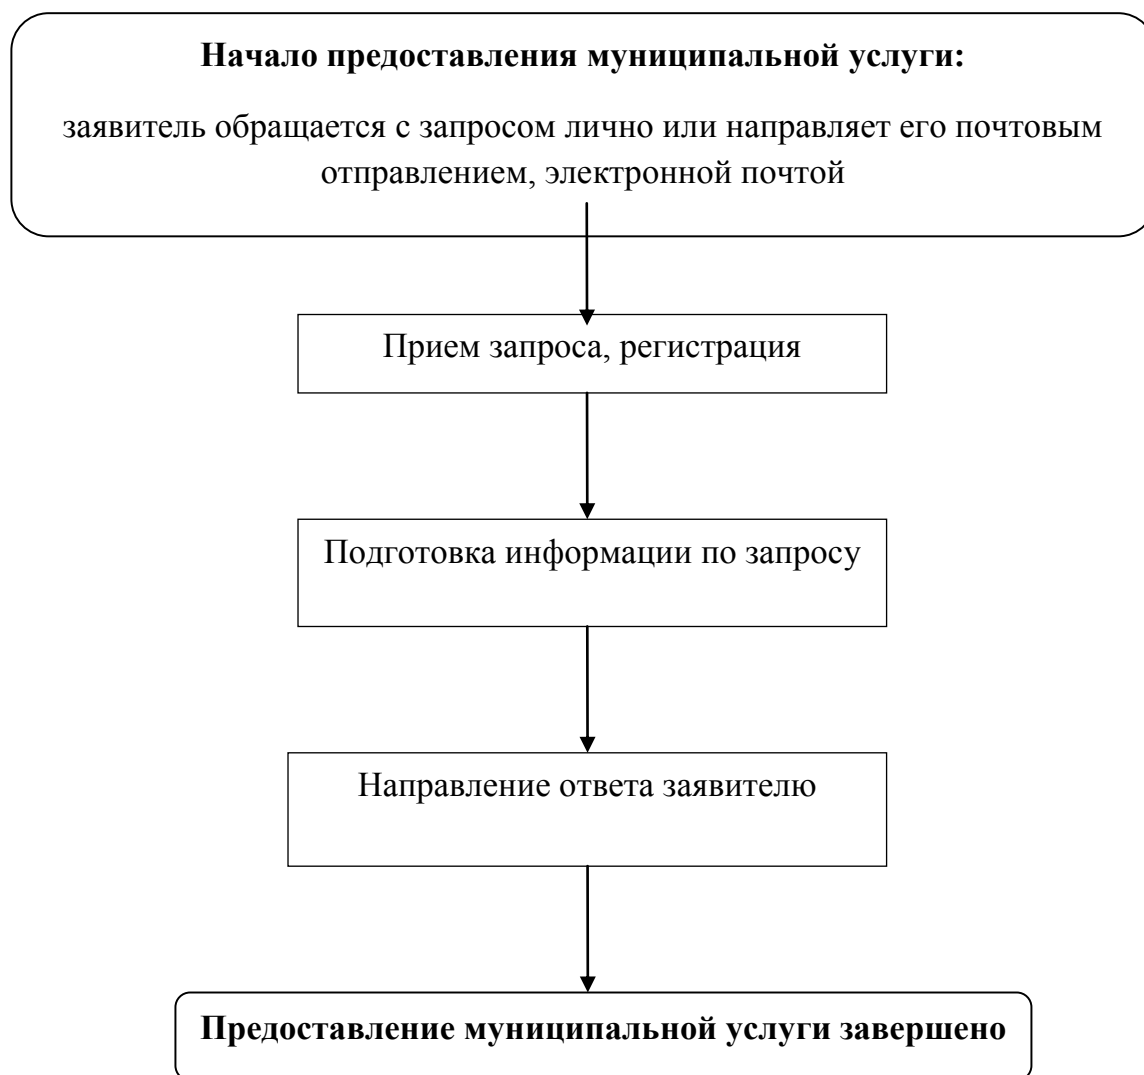 Начало предоставления муниципальной услуги:
заявитель обращается с запросом лично или направляет его почтовым
отправлением, электронной почтой
Прием запроса, регистрация
Подготовка информации по запросу
Направление ответа заявителю
Предоставление муниципальной услуги завершено